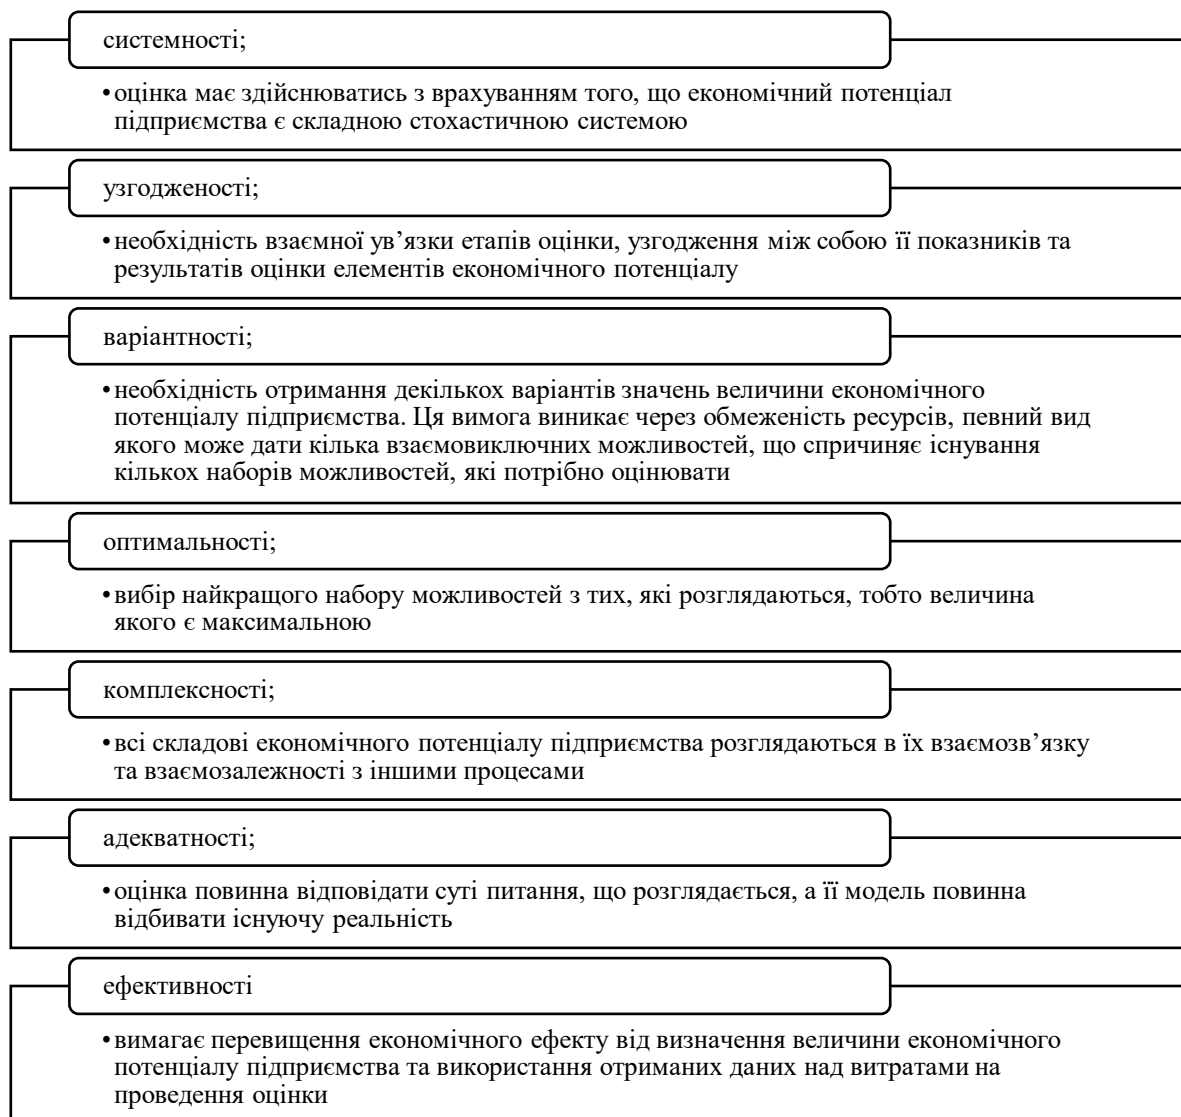 системності;
•оцінка має здійснюватись з врахуванням того, що економічний потенціал
підприємства є складною стохастичною системою
узгодженості;
•необхідність взаємної ув’язки етапів оцінки, узгодження між собою її показників та
результатів оцінки елементів економічного потенціалу
варіантності;
•необхідність отримання декількох варіантів значень величини економічного
потенціалу підприємства. Ця вимога виникає через обмеженість ресурсів, певний вид
якого може дати кілька взаємовиключних можливостей, що спричиняє існування
кількох наборів можливостей, які потрібно оцінювати
оптимальності;
•вибір найкращого набору можливостей з тих, які розглядаються, тобто величина
якого є максимальною
комплексності;
•всі складові економічного потенціалу підприємства розглядаються в їх взаємозв’язку
та взаємозалежності з іншими процесами
адекватності;
•оцінка повинна відповідати суті питання, що розглядається, а її модель повинна
відбивати існуючу реальність
ефективності
•вимагає перевищення економічного ефекту від визначення величини економічного
потенціалу підприємства та використання отриманих даних над витратами на
проведення оцінки